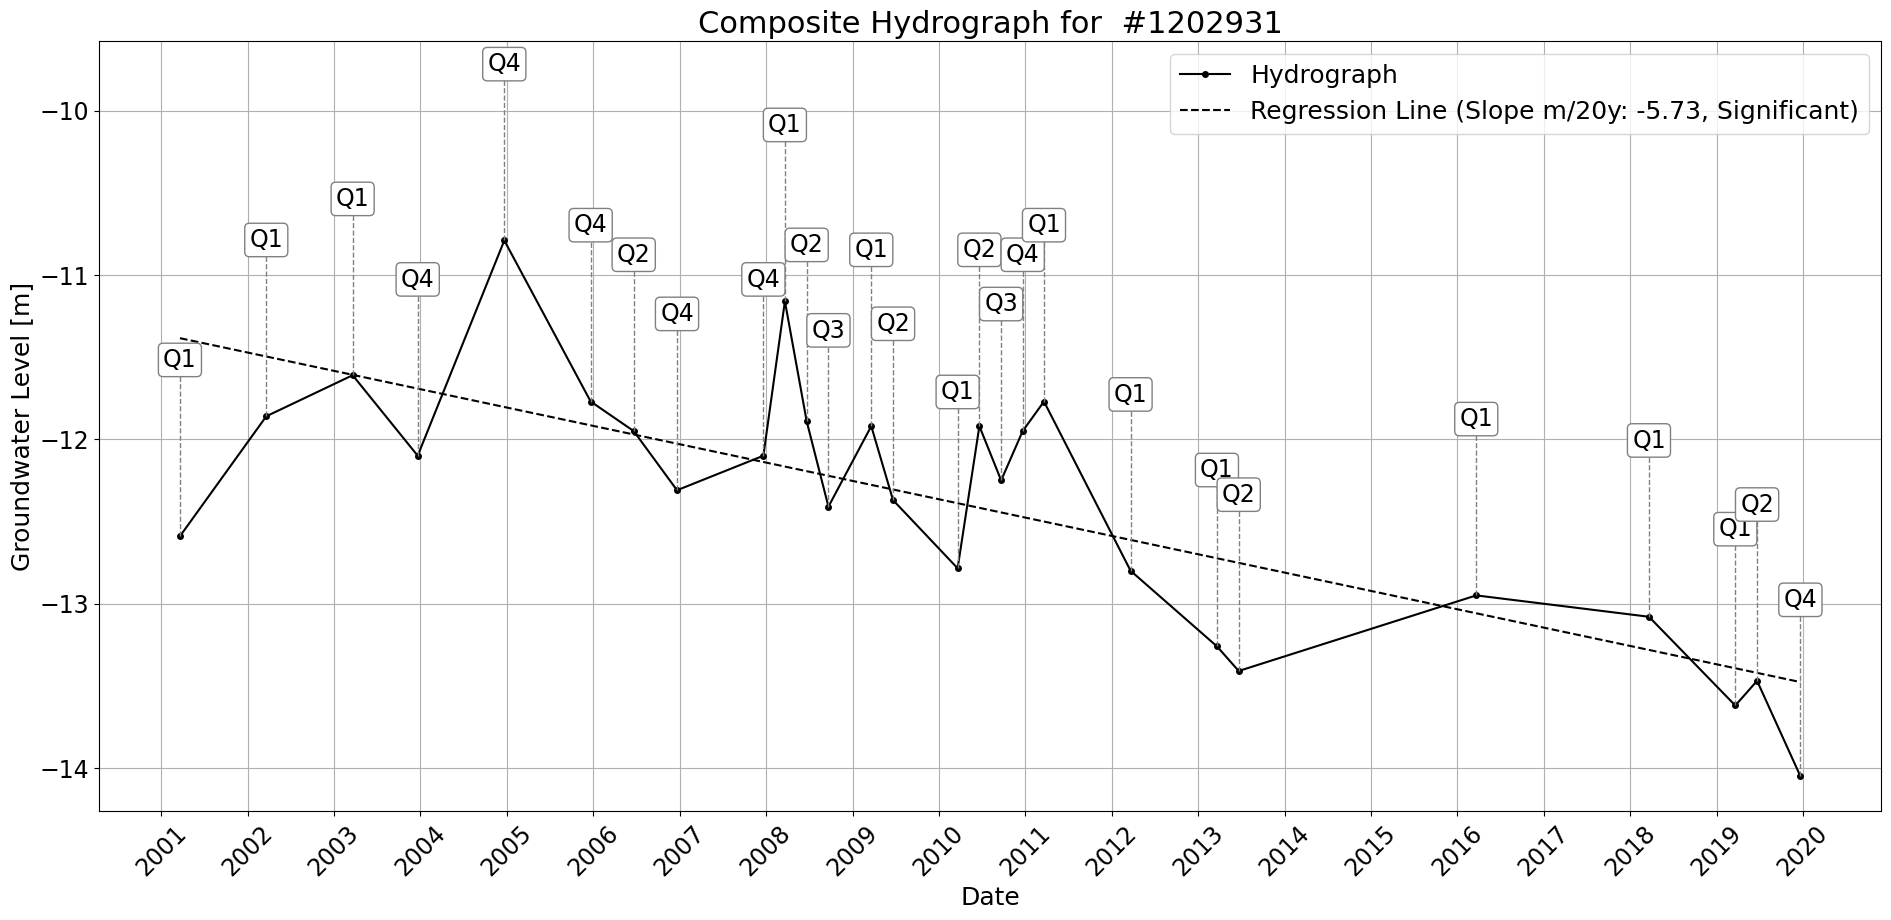 Composite Hydrograph for  #1202931
Hydrograph
Regression Line (Slope m/20y: -5.73, Significant)
Groundwater Level [m]
−10
−11
−12
−13
−14
Q1
Q1
Q1
Q4
Q4
Q4
Q2
Q4
Q4
Q1
Q2
Q3
Q1
Q2
Q1
Q2
Q3
Q4
Q1
Q1
Q1
Q2
Q1
Q1
Q1
Q2
Q4
2001
2002
2003
2004
2005
2006
2007
2008
2009
2010
2011
2012
2013
2014
2015
2016
2017
2018
2019
2020
Date